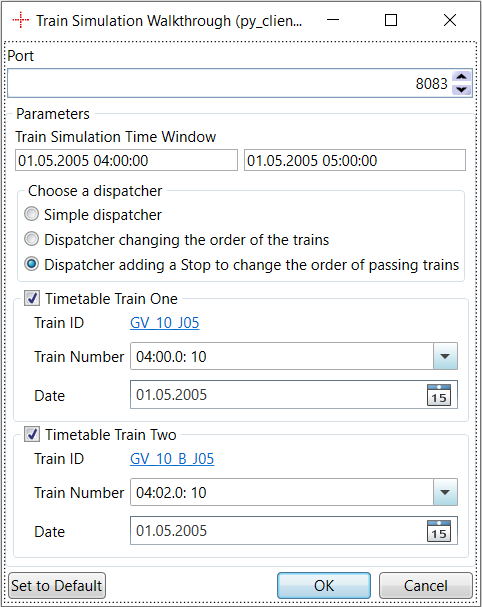 Train Simulation Walkthrough (py_clien...
Port
8083
Parameters
Train Simulation Time Window
01.05.2005 04:00:00 01.05.2005 05:00:00
Choose a dispatcher
Simple dispatcher
Dispatcher changing the order of the trains
Dispatcher adding a Stop to change the order of passing trains
Timetable Train One
Train ID GV_10_J05
Train Number 04:00.0: 10
Date 01.05.2005 15
Timetable Train Two
Train ID GV_10_B_J05
Train Number 04:02.0: 10
Date 01.05.2005 15
Set to Default OK Cancel